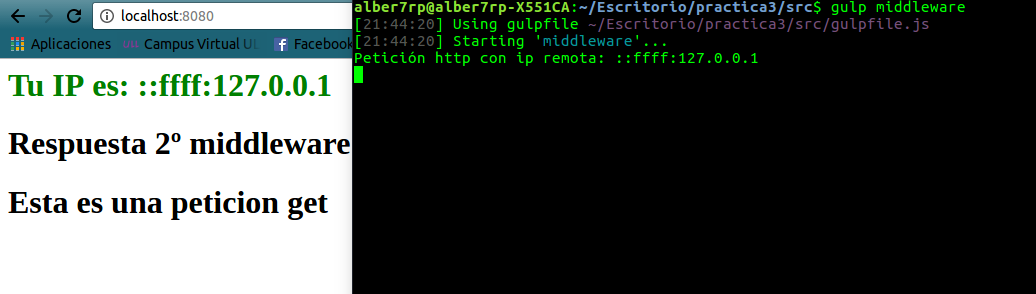 localhost:8080
Aplicaciones Campus Virtual UL Facebook
Tu IP es: ::ffff:127.0.0.1
Respuesta 2º middleware
Esta es una peticion get
alber7rp@alber7rp-X551CA:~/Escritorio/practica3/src$ gulp middleware
[21:44:20] Using gulpfile ~/Escritorio/practica3/src/gulpfile.js
[21:44:20] Starting 'middleware'...
Petición http con ip remota: ::ffff:127.0.0.1